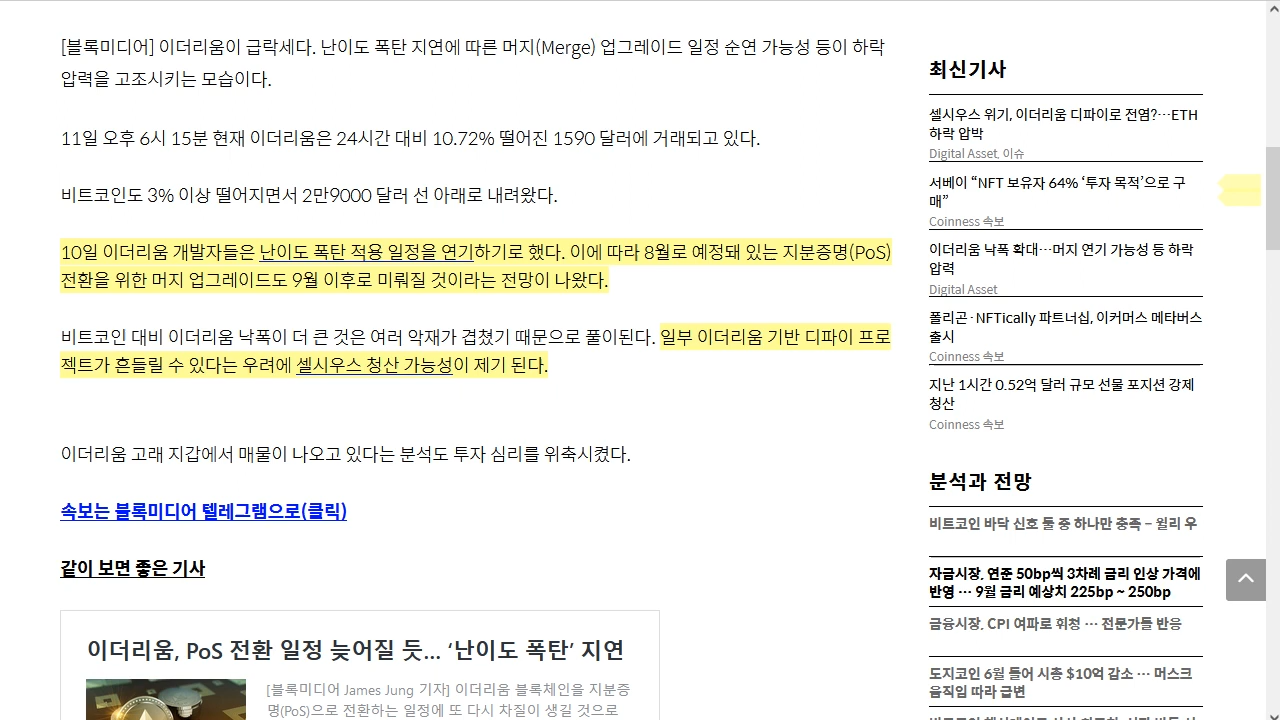 [블록미디어] 이더리움이 급락세다. 난이도 폭탄 지연에 따른 머지(Merge) 업그레이드 일정 순연 가능성 등이 하락
압력을 고조시키는 모습이다.
11일 오후 6시 15분 현재 이더리움은 24시간 대비 10.72% 떨어진 1590 달러에 거래되고 있다.
비트코인도 3% 이상 떨어지면서 2만9000 달러 선 아래로 내려왔다.
10일 이더리움 개발자들은 난이도 폭탄 적용 일정을 연기하기로 했다. 이에 따라 8월로 예정돼 있는 지분증명(PoS)
전환을 위한 머지 업그레이드도 9월 이후로 미뤄질 것이라는 전망이 나왔다.
비트코인 대비 이더리움 낙폭이 더 큰 것은 여러 악재가 겹쳤기 때문으로 풀이된다. 일부 이더리움 기반 디파이 프로
젝트가 흔들릴 수 있다는 우려에 셀시우스 청산 가능성이 제기 된다.
이더리움 고래 지갑에서 매물이 나오고 있다는 분석도 투자 심리를 위축시켰다.
속보는 블록미디어 텔레그램으로(클릭)
같이 보면 좋은 기사
이더리움, PoS 전환 일정 늦어질 듯... ‘난이도 폭탄’ 지연
[블록미디어 James Jung 기자] 이더리움 블록체인을 지분증
명(PoS)으로 전환하는 일정에 또 다시 차질이 생길 것으로
최신기사
셀시우스 위기, 이더리움 디파이로 전염?…ETH
하락 압박
Digital Asset, 이슈
서베이 “NFT 보유자 64% ‘투자 목적’으로 구
매”
Coinness 속보
이더리움 낙폭 확대…머지 연기 가능성 등 하락
압력
Digital Asset
폴리곤·NFTically 파트너십, 이커머스 메타버스
출시
Coinness 속보
지난 1시간 0.52억 달러 규모 선물 포지션 강제
청산
Coinness 속보
분석과 전망
비트코인 바닥 신호 둘 중 하나만 충족 – 윌리 우
자금시장, 연준 50bp씩 3차례 금리 인상 가격에
반영 … 9월 금리 예상치 225bp ~ 250bp
금융시장, CPI 여파로 휘청 … 전문가들 반응
도지코인 6월 들어 시총 $10억 감소 … 머스크
움직임 따라 급변